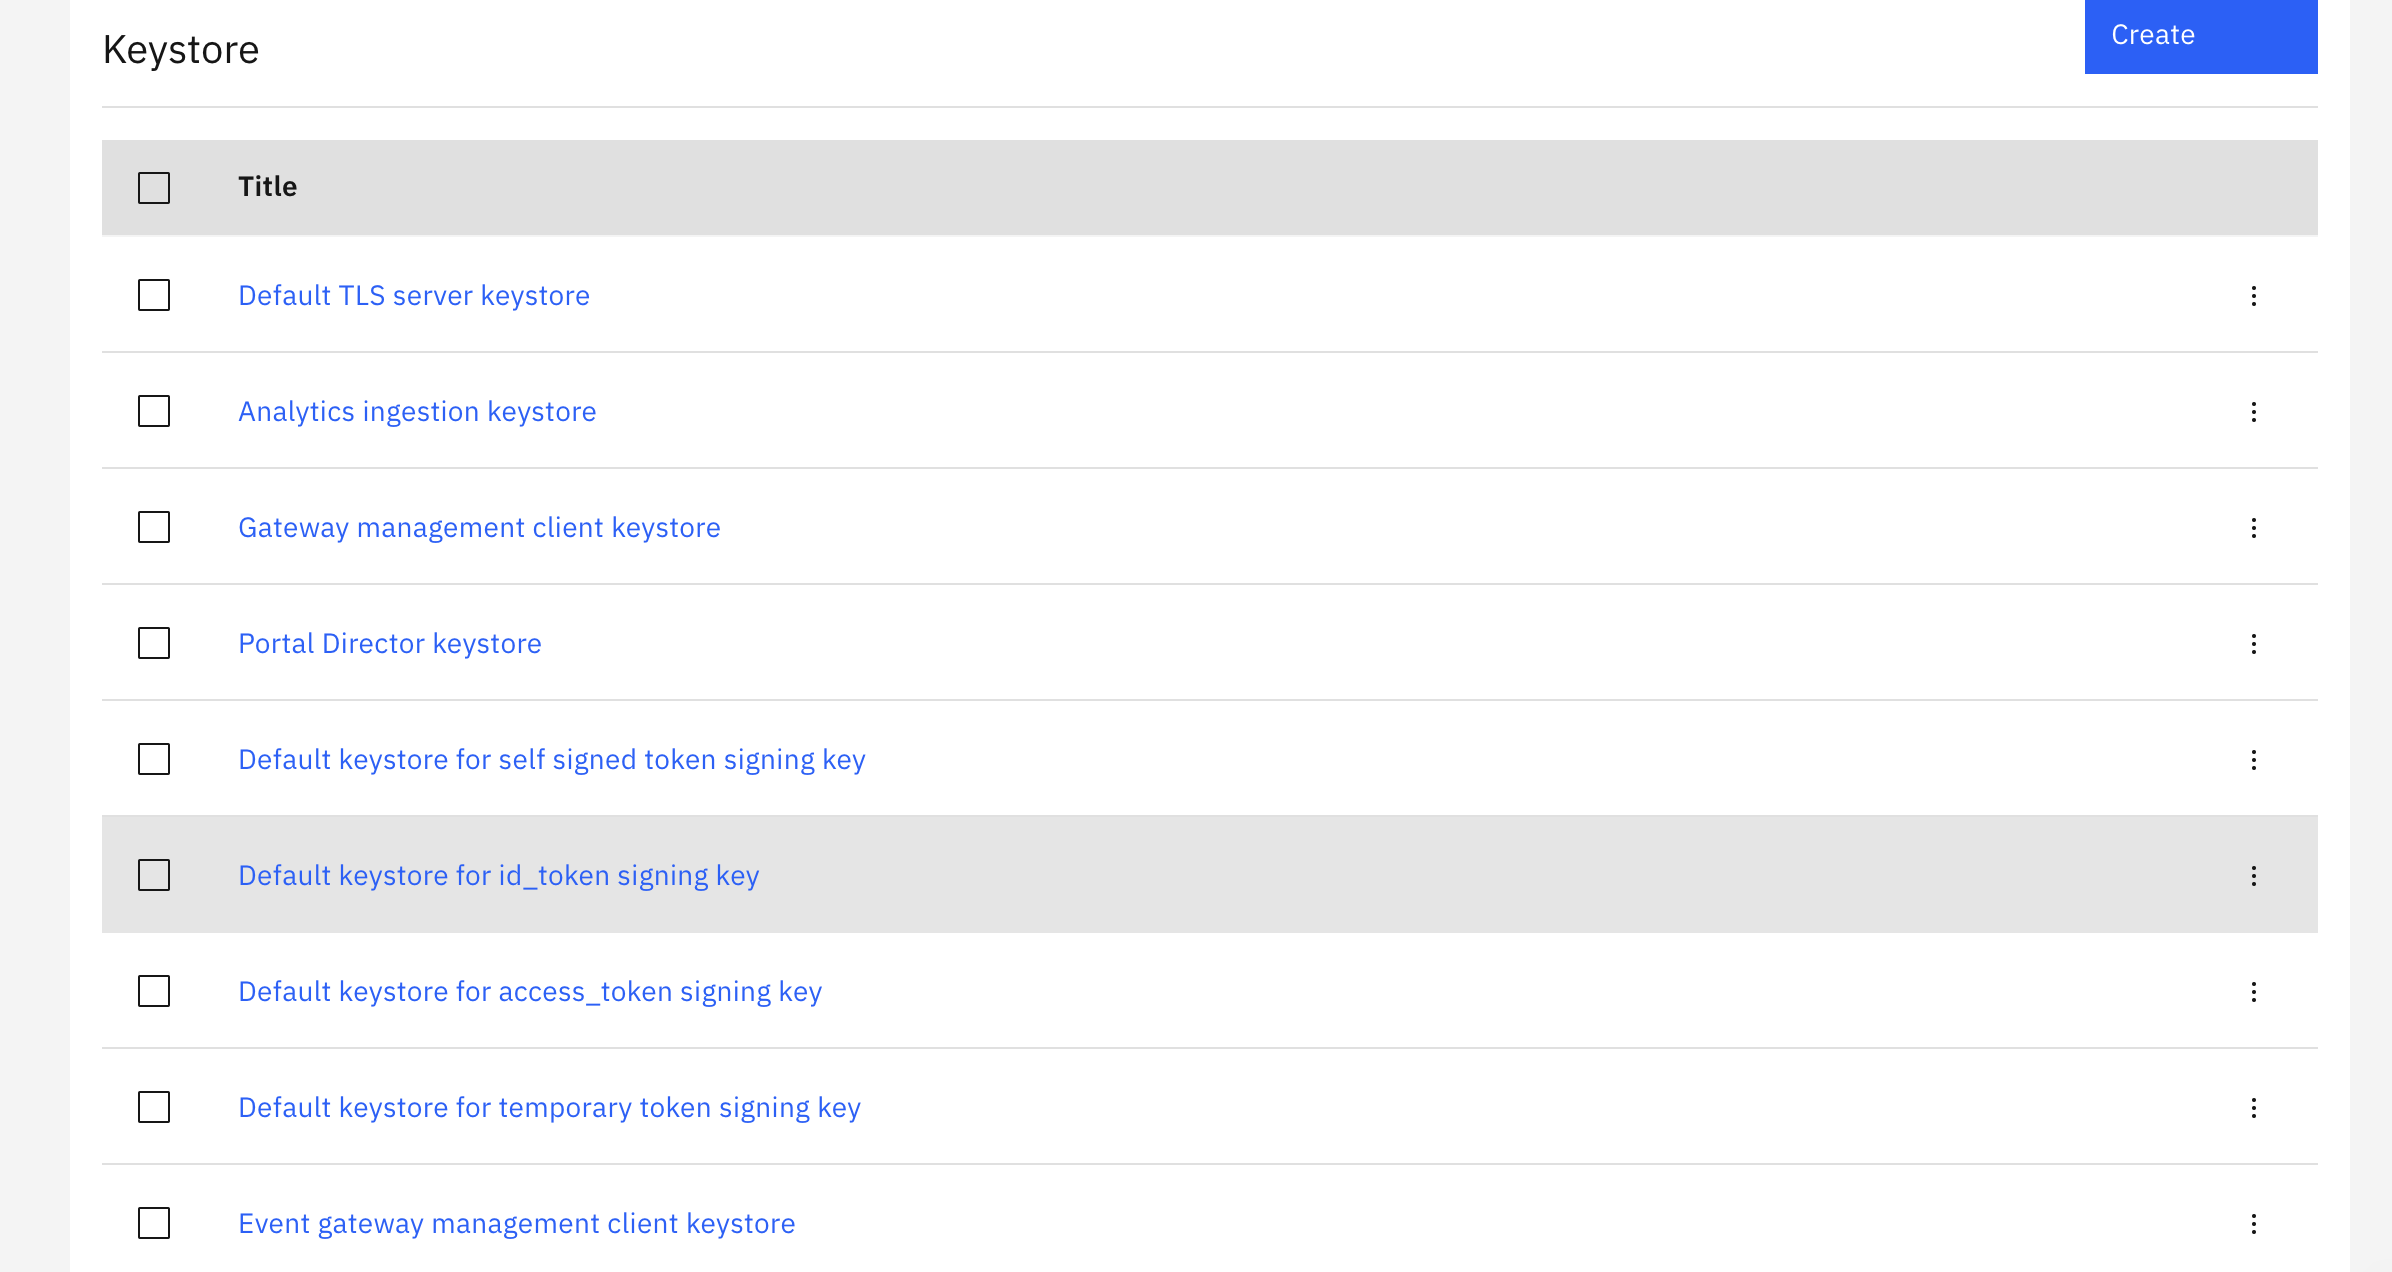 Keystore
Create
Title
Default TLS server keystore
Analytics ingestion keystore
Gateway management client keystore
Portal Director keystore
Default keystore for self signed token signing key
Default keystore for id_token signing key
Default keystore for access_token signing key
Default keystore for temporary token signing key
Event gateway management client keystore